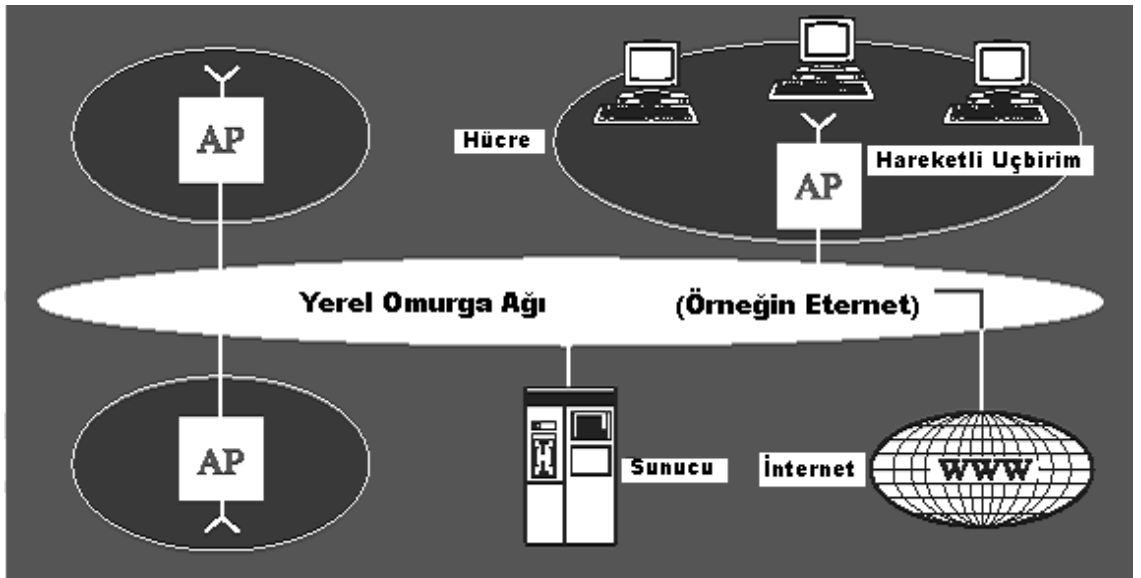 AP
Hücre
Hareketli Uçbirim
AP
Yerel Omurga Ağı (Örneğin Eternet)
AP
Sunucu
İnternet
WWW